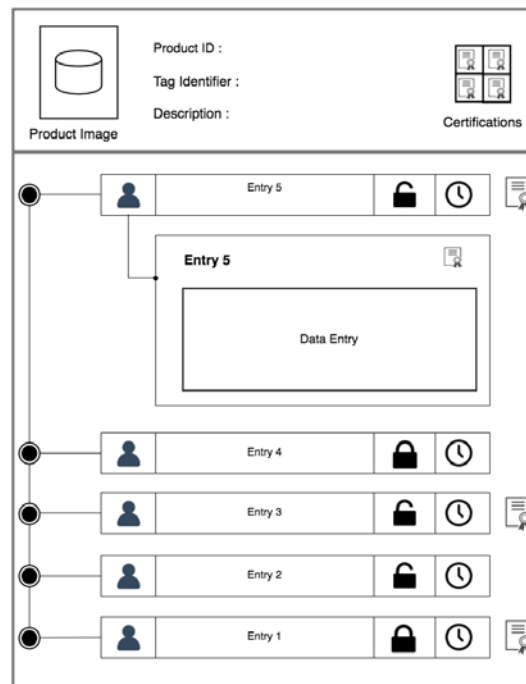 Product ID :
Tag Identifier :
Description :
Product Image
Certifications
Entry 5
Entry 5
Data Entry
Entry 4
Entry 3
Entry 2
Entry 1